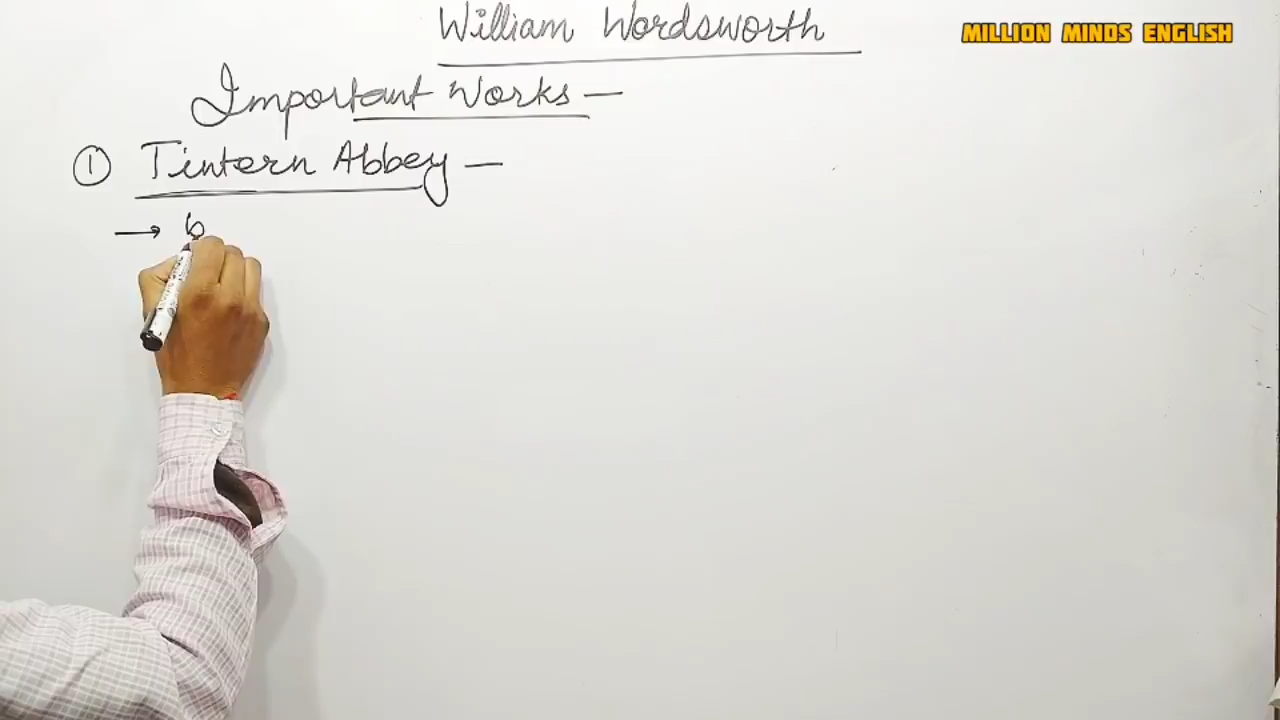 William Wordsworth
MILLION MINDS ENGLISH
Important Works —
① Tintern Abbey —
→ b